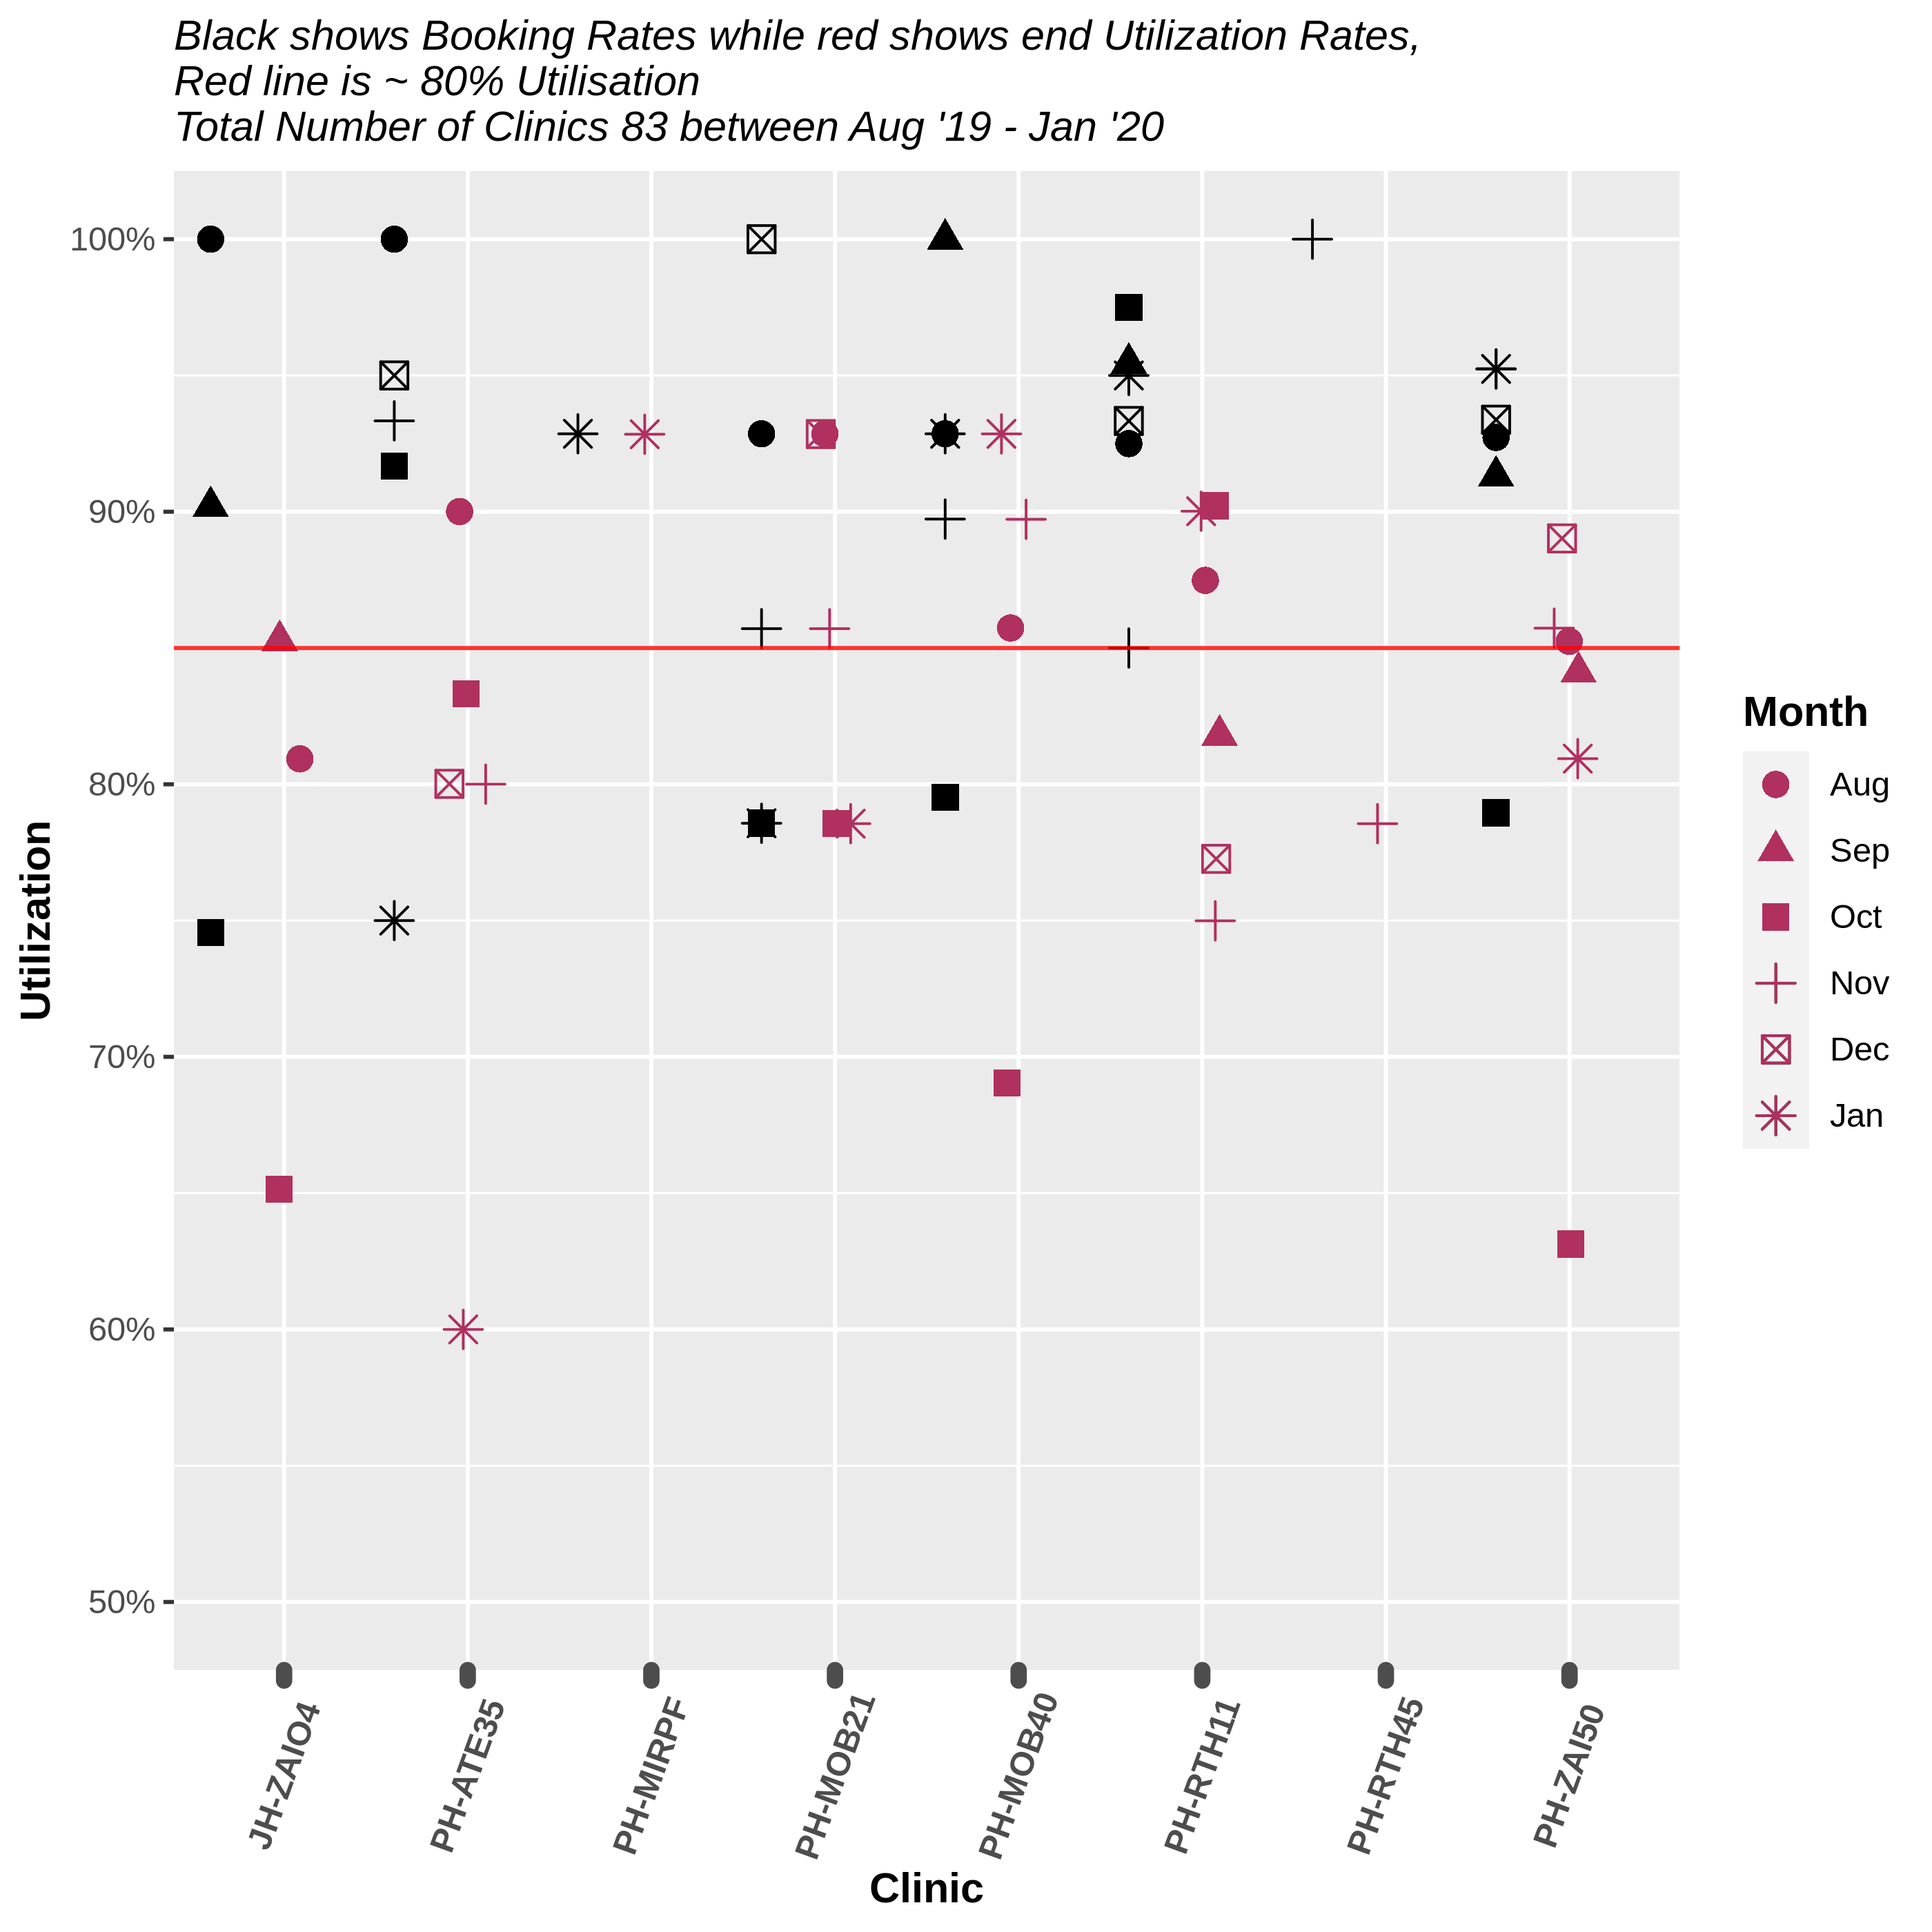 Black shows Booking Rates while red shows end Utilization Rates,
Red line is ~ 80% Utilisation
Total Number of Clinics 83 between Aug '19 - Jan '20
100%
90%
80%
70%
60%
50%
Utilization
JH-ZAIO4
PH-ATE35
PH-MIRPF
PH-MOB21
PH-MOB40
PH-RTH11
PH-RTH45
PH-ZAI50
Clinic
Month
Aug
Sep
Oct
Nov
Dec
Jan